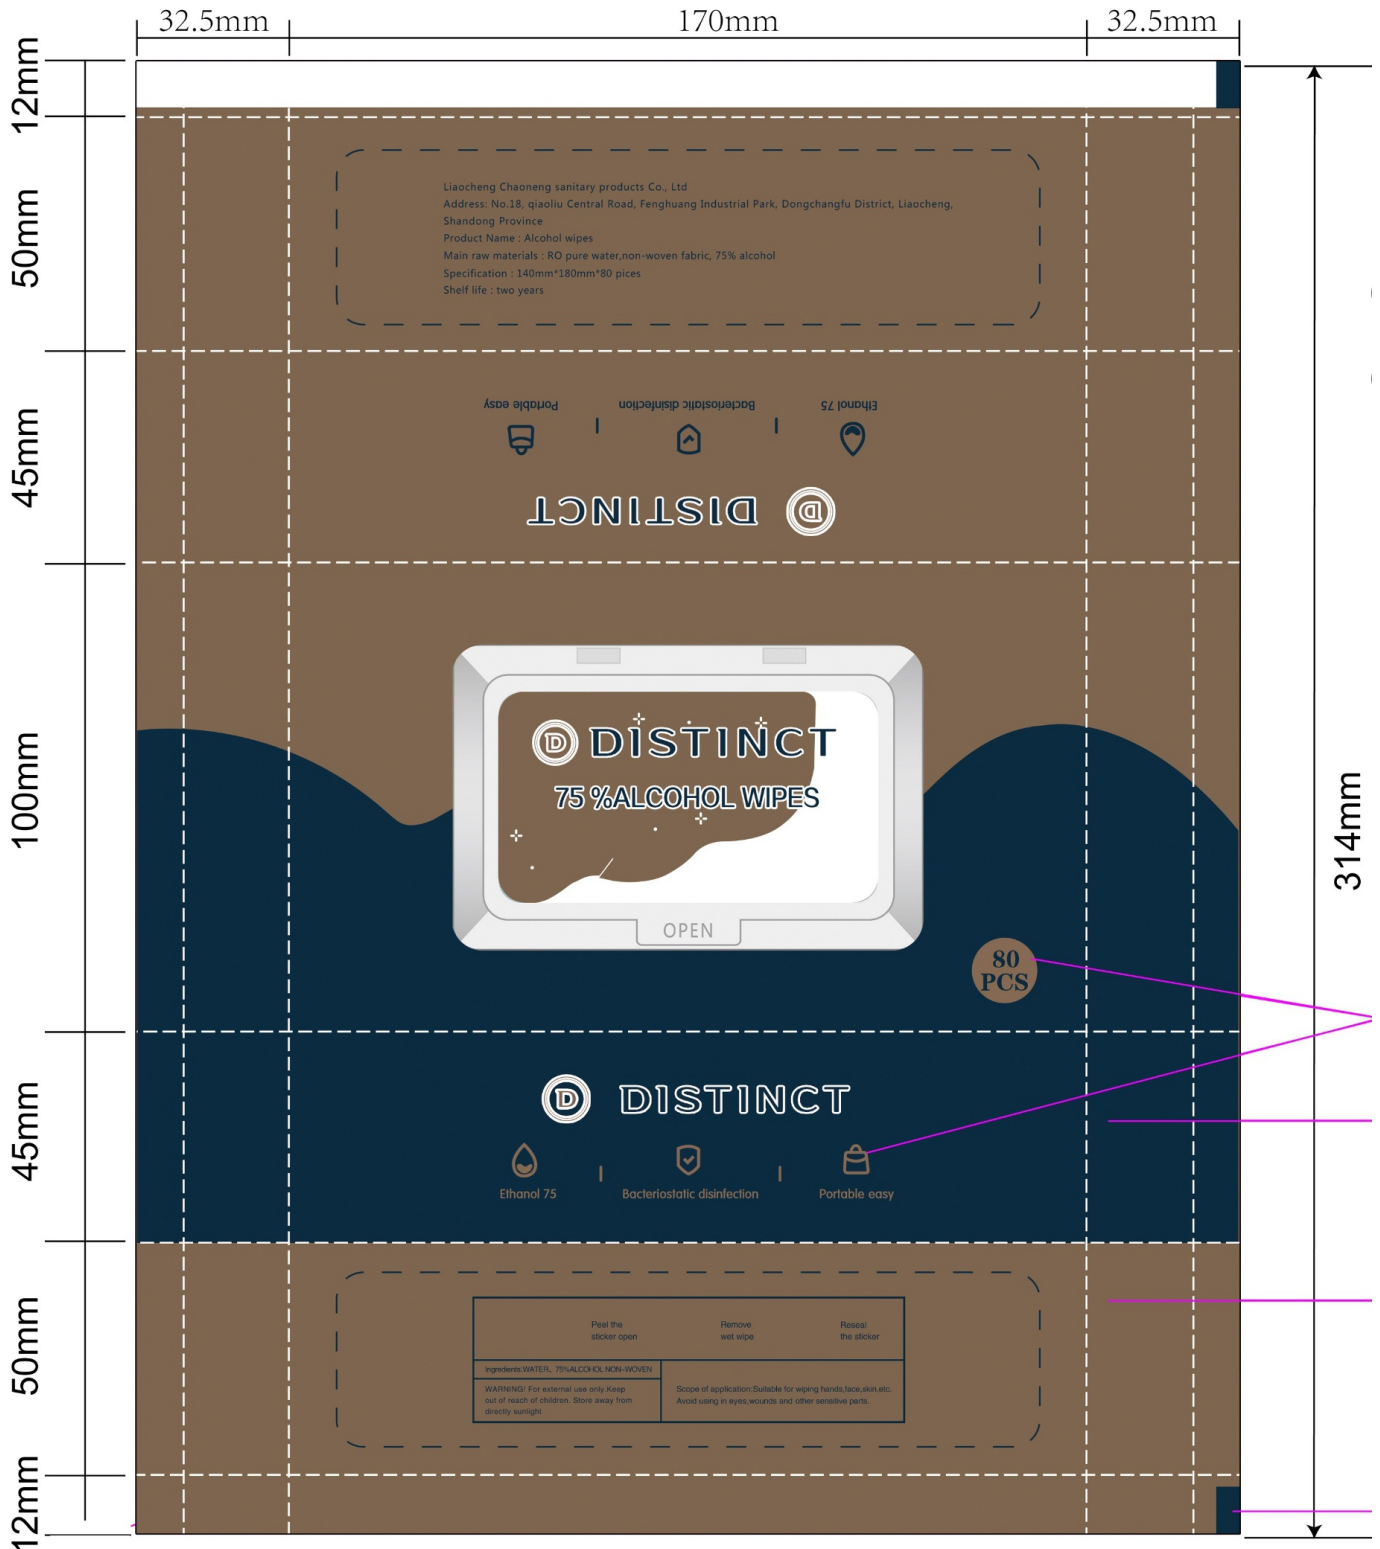 32.5mm 170mm 32.5mm
12mm
50mm
45mm
100mm
45mm
50mm
12mm
314mm
Liaocheng Chaoneng sanitary products Co., Ltd
Address: No.18, qiaoliu Central Road, Fenghuang Industrial Park, Dongchangfu District, Liaocheng,
Shandong Province
Product Name : Alcohol wipes
Main raw materials : RO pure water,non-woven fabric, 75% alcohol
Specification : 140mm*180mm*80 pices
Shelf life : two years
Portable easy Bacteriostatic disinfection Ethanol 75
D DISTINCT
D DISTINCT
75 %ALCOHOL WIPES
OPEN
80
PCS
D DISTINCT
Ethanol 75 Bacteriostatic disinfection Portable easy
Peel the
sticker open
Remove
wet wipe
Reseal
the sticker
Ingredients:WATER, 75%ALCOHOL NON-WOVEN
WARNING! For external use only.Keep
out of reach of children. Store away from
directly sunlight
Scope of application:Suitable for wiping hands,face,skin,etc.
Avoid using in eyes,wounds and other sensitive parts.